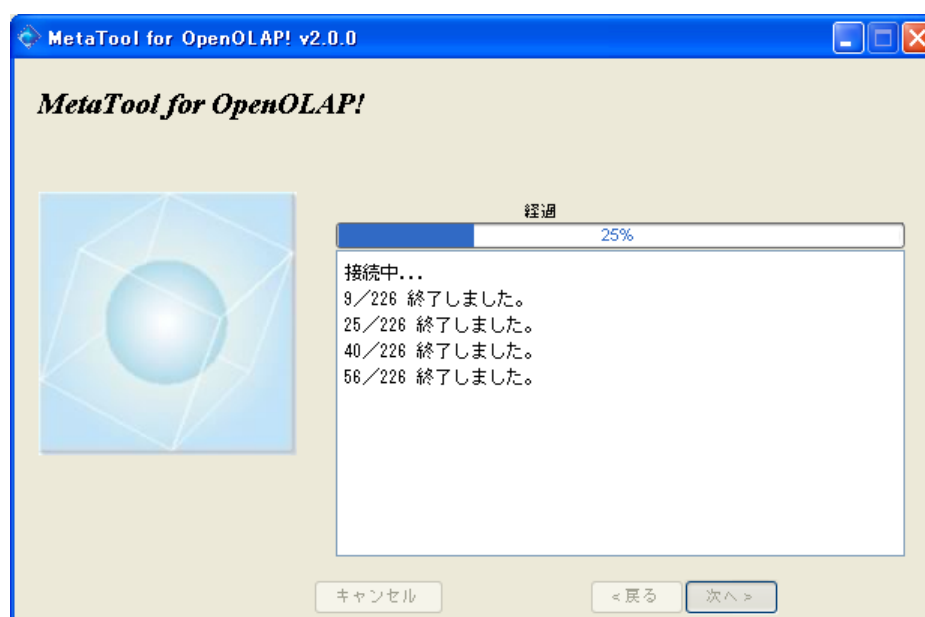 MetaTool for OpenOLAP! v2.0.0
MetaTool for OpenOLAP!
経過
25%
接続中...
9／226 終了しました。
25／226 終了しました。
40／226 終了しました。
56／226 終了しました。
キャンセル
<戻る
次へ>